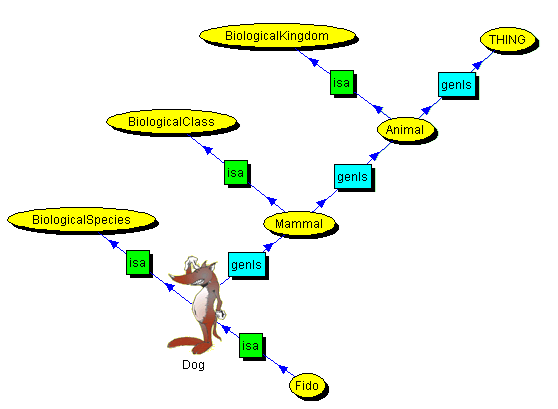 BiologicalKingdom
THING
isa
genls
BiologicalClass
Animal
isa
genls
BiologicalSpecies
Mammal
isa
genls
Dog
isa
Fido